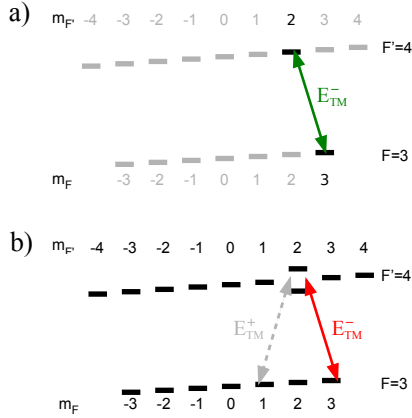 a)
m_F' -4 -3 -2 -1 0 1 2 3 4
F'=4
E_TM^-
F=3
m_F -3 -2 -1 0 1 2 3
b)
m_F' -4 -3 -2 -1 0 1 2 3 4
F'=4
E_TM^+ E_TM^-
F=3
m_F -3 -2 -1 0 1 2 3